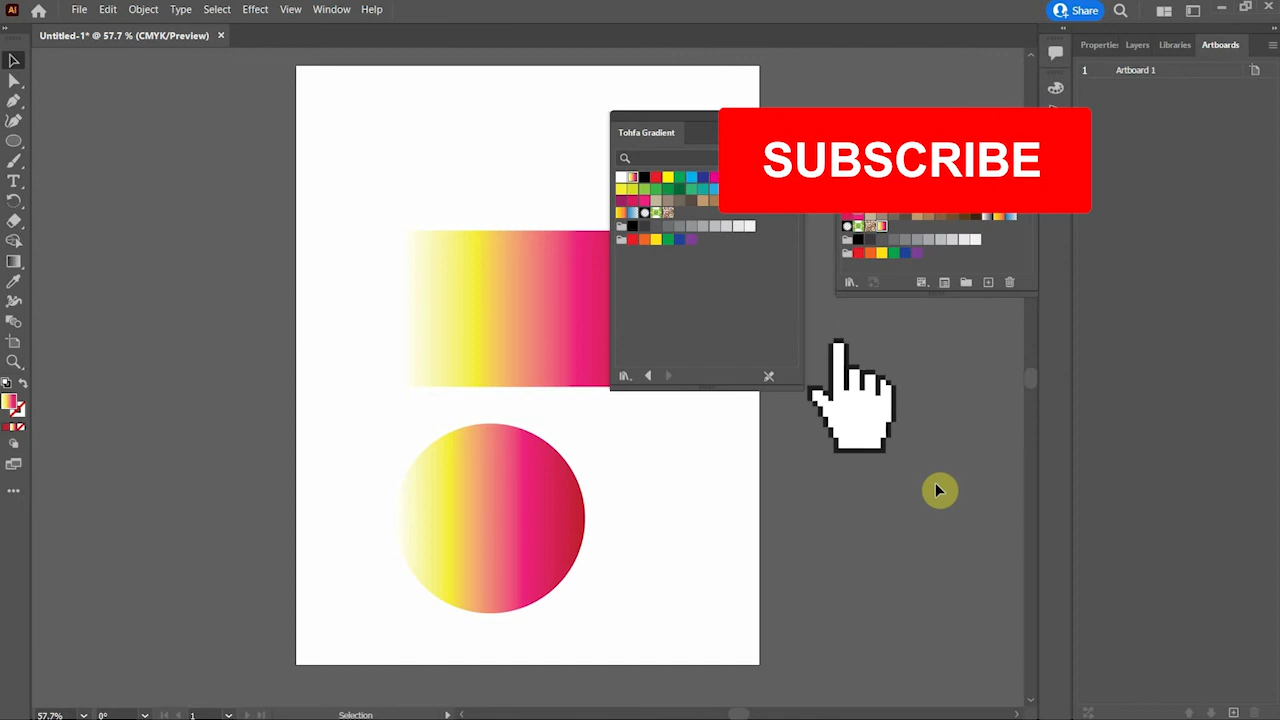 Ai
File Edit Object Type Select Effect View Window Help
Share
Untitled-1* @ 57.7 % (CMYK/Preview) ×
Properties Layers Libraries Artboards
1 Artboard 1
Tohfa Gradient
SUBSCRIBE
57.7% 0° 1 Selection